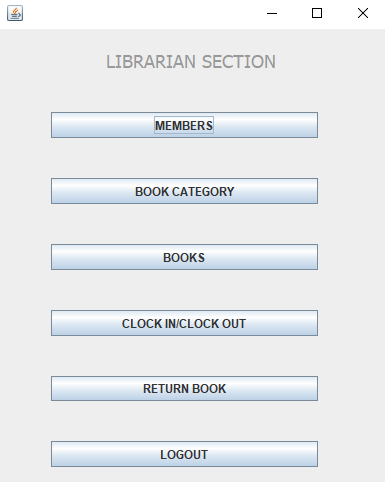 LIBRARIAN SECTION
MEMBERS
BOOK CATEGORY
BOOKS
CLOCK IN/CLOCK OUT
RETURN BOOK
LOGOUT